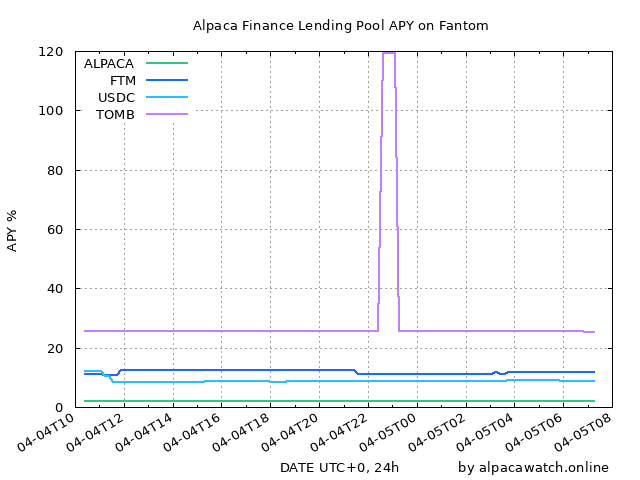 Alpaca Finance Lending Pool APY on Fantom
120
100
80
60
40
20
0
APY %
ALPACA
FTM
USDC
TOMB
04-04T10
04-04T12
04-04T14
04-04T16
04-04T18
04-04T20
04-04T22
04-05T00
04-05T02
04-05T04
04-05T06
04-05T08
DATE UTC+0, 24h
by alpacawatch.online